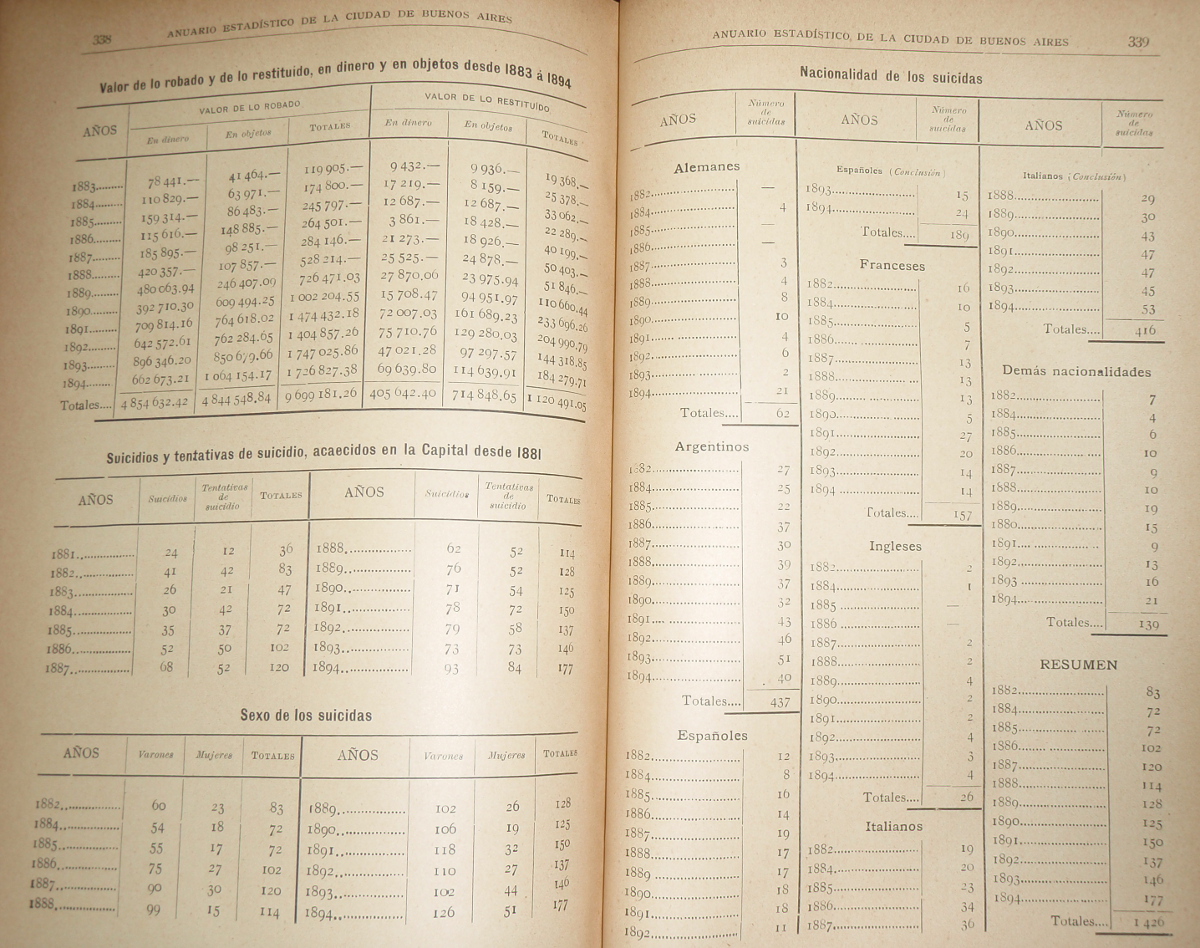 338
ANUARIO ESTADÍSTICO DE LA CIUDAD DE BUENOS AIRES
Valor de lo robado y de lo restituido, en dinero y en objetos desde 1883 á 1894
AÑOS VALOR DE LO ROBADO VALOR DE LO RESTITUÍDO
En dinero En objetos TOTALES En dinero En objetos TOTALES
1883......... 78 441.— 41 464.— 119 905.— 9 432.— 9 936.— 19 368.—
1884......... 110 829.— 63 971.— 174 800.— 17 219.— 8 159.— 25 378.—
1885......... 159 314.— 86 483.— 245 797.— 12 687.— 12 687.— 33 062.—
1886......... 115 616.— 148 885.— 264 501.— 3 861.— 18 428.— 22 289.—
1887......... 185 895.— 98 251.— 284 146.— 21 273.— 18 926.— 40 199.—
1888......... 420 357.— 107 857.— 528 214.— 25 525.— 24 878.— 50 403.—
1889......... 480 063.94 246 407.09 726 471.03 27 870.06 23 975.94 51 846.—
1890......... 392 710.30 609 494.25 1 002 204.55 15 708.47 94 951.97 110 660.44
1891......... 709 814.16 764 618.02 1 474 432.18 72 007.03 161 689.23 233 696.26
1892......... 642 572.61 762 284.65 1 404 857.26 75 710.76 129 280.03 204 990.79
1893......... 896 346.20 850 679.66 1 747 025.86 47 021.28 97 297.57 144 318.85
1894......... 662 673.21 1 064 154.17 1 726 827.38 69 639.80 114 639.91 184 279.71
Totales.... 4 854 632.42 4 844 548.84 9 699 181.26 405 642.40 714 848.65 1 120 491.05
Suicidios y tentativas de suicidio, acaecidos en la Capital desde 1881
AÑOS Suicidios Tentativas de suicidio TOTALES AÑOS Suicidios Tentativas de suicidio TOTALES
1881................ 24 12 36 1888................ 62 52 114
1882................ 41 42 83 1889................ 76 52 128
1883................ 26 21 47 1890................ 71 54 125
1884................ 30 42 72 1891................ 78 72 150
1885................ 35 37 72 1892................ 79 58 137
1886................ 52 50 102 1893................ 73 73 146
1887................ 68 52 120 1894................ 93 84 177
Sexo de los suicidas
AÑOS Varones Mujeres TOTALES AÑOS Varones Mujeres TOTALES
1882................ 60 23 83 1889................ 102 26 128
1884................ 54 18 72 1890................ 106 19 125
1885................ 55 17 72 1891................ 118 32 150
1886................ 75 27 102 1892................ 110 27 137
1887................ 90 30 120 1893................ 102 44 146
1888................ 99 15 114 1894................ 126 51 177
ANUARIO ESTADÍSTICO DE LA CIUDAD DE BUENOS AIRES
339
Nacionalidad de los suicidas
AÑOS Número de suicidas
Alemanes
1882.................... —
1884.................... 4
1885.................... —
1886.................... —
1887.................... 3
1888.................... 4
1889.................... 8
1890.................... 10
1891.................... 4
1892.................... 6
1893.................... 2
1894.................... 21
Totales.... 62
Argentinos
1882.................... 27
1884.................... 25
1885.................... 22
1886.................... 37
1887.................... 30
1888.................... 39
1889.................... 37
1890.................... 32
1891.................... 43
1892.................... 46
1893.................... 51
1894.................... 40
Totales.... 437
Españoles
1882.................... 12
1884.................... 8
1885.................... 16
1886.................... 14
1887.................... 19
1888.................... 17
1889.................... 17
1890.................... 18
1891.................... 18
1892.................... 11
AÑOS Número de suicidas
Españoles (Conclusión)
1893.................... 15
1894.................... 24
Totales.... 189
Franceses
1882.................... 16
1884.................... 10
1885.................... 5
1886.................... 7
1887.................... 13
1888.................... 13
1889.................... 13
1890.................... 5
1891.................... 27
1892.................... 20
1893.................... 14
1894.................... 14
Totales.... 157
Ingleses
1882.................... 2
1884.................... 1
1885.................... —
1886.................... —
1887.................... 2
1888.................... 2
1889.................... 4
1890.................... 2
1891.................... 2
1892.................... 4
1893.................... 3
1894.................... 4
Totales.... 26
Italianos
1882.................... 19
1884.................... 20
1885.................... 23
1886.................... 34
1887.................... 36
AÑOS Número de suicidas
Italianos (Conclusión)
1888.................... 29
1889.................... 30
1890.................... 43
1891.................... 47
1892.................... 47
1893.................... 45
1894.................... 53
Totales.... 416
Demás nacionalidades
1882.................... 7
1884.................... 4
1885.................... 6
1886.................... 10
1887.................... 9
1888.................... 10
1889.................... 19
1880.................... 15
1891.................... 9
1892.................... 13
1893.................... 16
1894.................... 21
Totales.... 139
RESUMEN
1882.................... 83
1884.................... 72
1885.................... 72
1886.................... 102
1887.................... 120
1888.................... 114
1889.................... 128
1890.................... 125
1891.................... 150
1892.................... 137
1893.................... 146
1894.................... 177
Totales.... 1 426